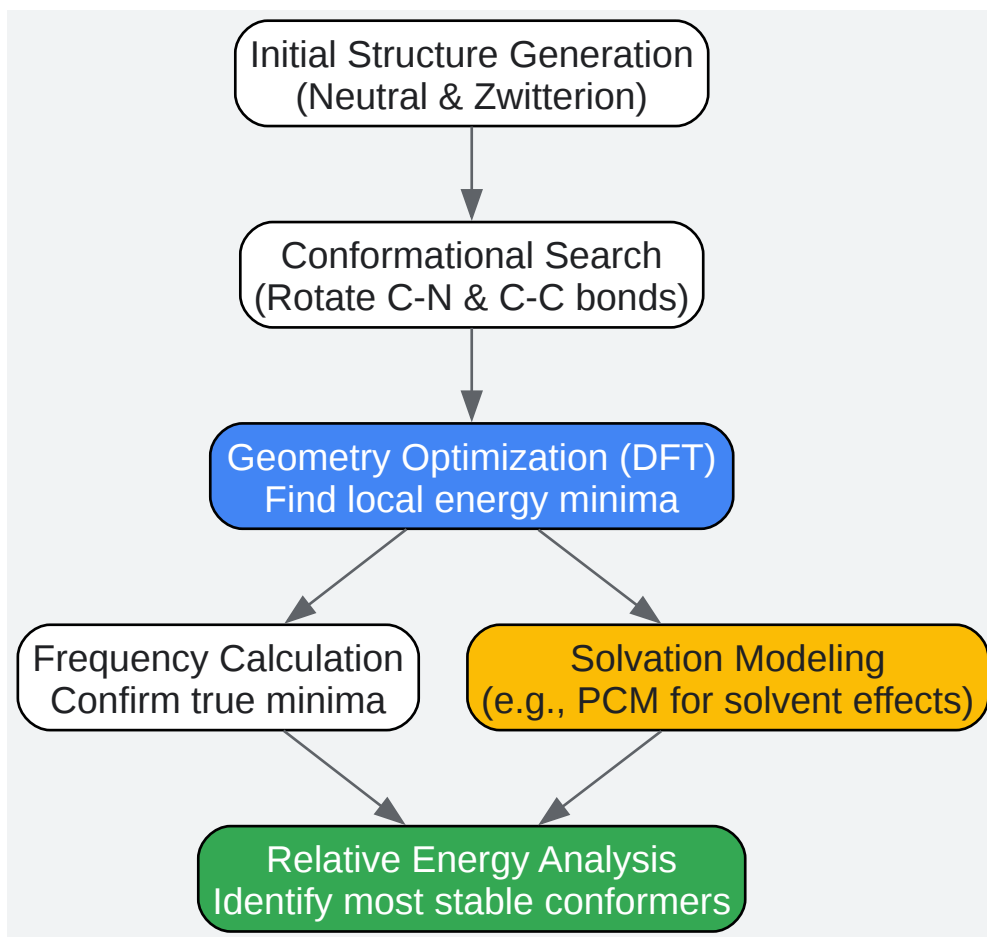 Initial Structure Generation
(Neutral & Zwitterion)
Conformational Search
(Rotate C-N & C-C bonds)
Geometry Optimization (DFT)
Find local energy minima
Frequency Calculation
Confirm true minima
Solvation Modeling
(e.g., PCM for solvent effects)
Relative Energy Analysis
Identify most stable conformers